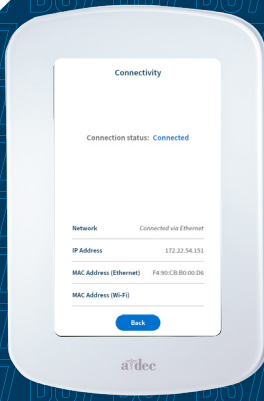 Connectivity
Connection status: Connected
Network Connected via Ethernet
IP Address 172.22.54.151
MAC Address (Ethernet) F4:90:CB:B0:00:D6
MAC Address (Wi-Fi)
Back
a dec